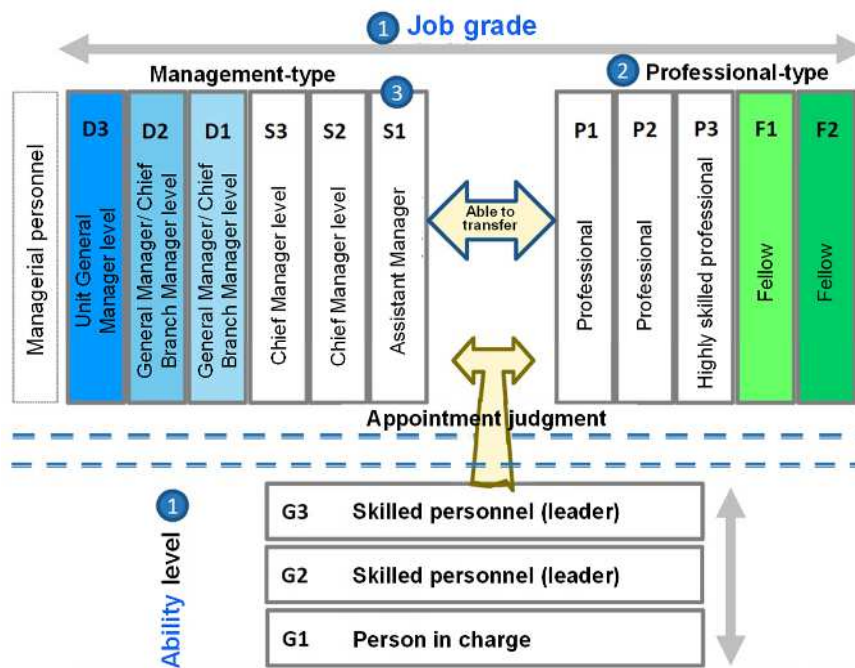 1 Job grade
Management-type
2 Professional-type
3
Managerial personnel
D3
Unit General
Manager level
D2
General Manager/ Chief
Branch Manager level
D1
General Manager/ Chief
Branch Manager level
S3
Chief Manager level
S2
Chief Manager level
S1
Assistant Manager
Able to
transfer
P1
Professional
P2
Professional
P3
Highly skilled professional
F1
Fellow
F2
Fellow
Appointment judgment
Ability level 1
G3 Skilled personnel (leader)
G2 Skilled personnel (leader)
G1 Person in charge